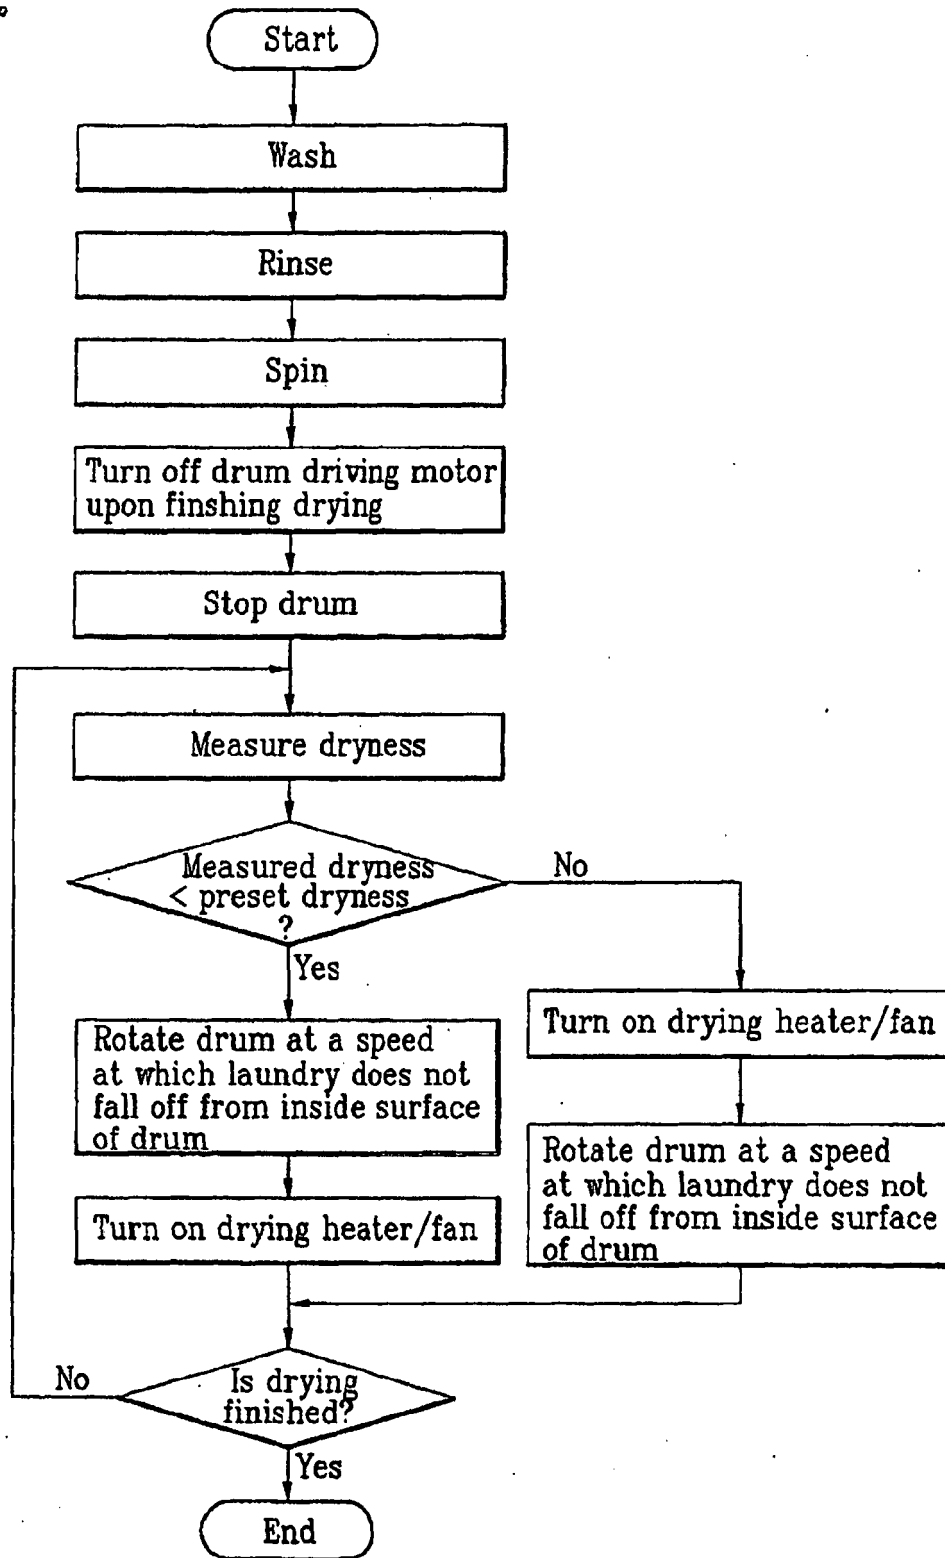 Start
Wash
Rinse
Spin
Turn off drum driving motor
upon finshing drying
Stop drum
Measure dryness
Measured dryness
< preset dryness
?
No
Yes
Rotate drum at a speed
at which laundry does not
fall off from inside surface
of drum
Turn on drying heater/fan
Turn on drying heater/fan
Rotate drum at a speed
at which laundry does not
fall off from inside surface
of drum
Is drying
finished?
No
Yes
End